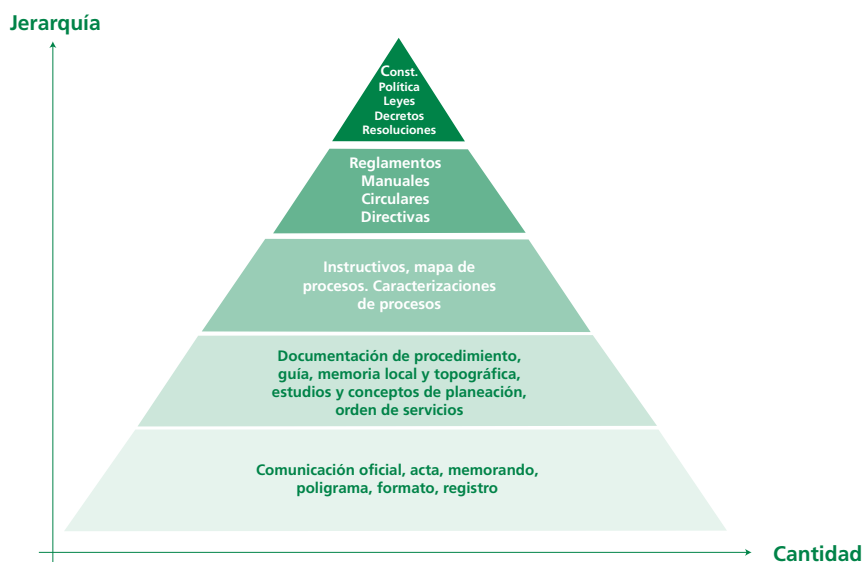 Jerarquía
Const.
Política
Leyes
Decretos
Resoluciones
Reglamentos
Manuales
Circulares
Directivas
Instructivos, mapa de
procesos. Caracterizaciones
de procesos
Documentación de procedimiento,
guía, memoria local y topográfica,
estudios y conceptos de planeación,
orden de servicios
Comunicación oficial, acta, memorando,
poligrama, formato, registro
Cantidad